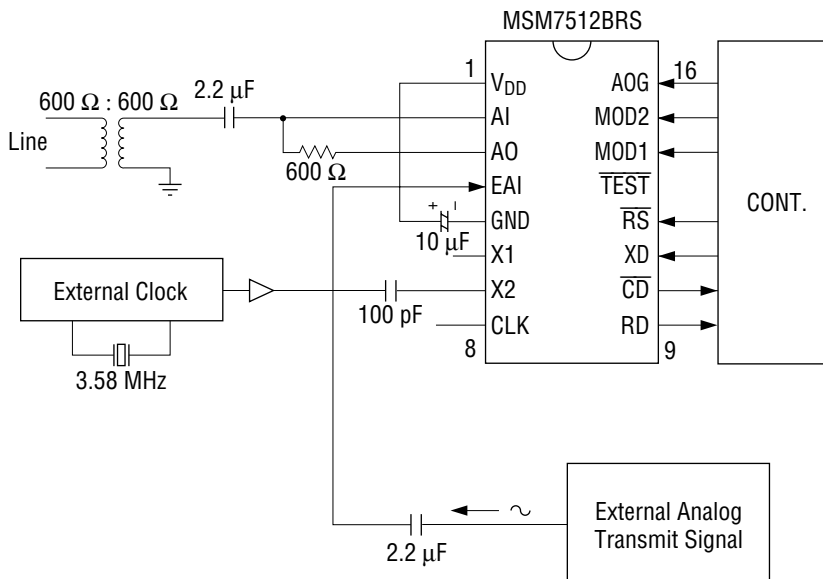 MSM7512BRS
1
16
VDD
AOG
AI
MOD2
AO
MOD1
EAI
TEST
GND
RS
X1
XD
X2
CD
CLK
RD
8
9
CONT.
600 Ω : 600 Ω
2.2 μF
Line
600 Ω
+ –
10 μF
External Clock
100 pF
3.58 MHz
External Analog
Transmit Signal
2.2 μF